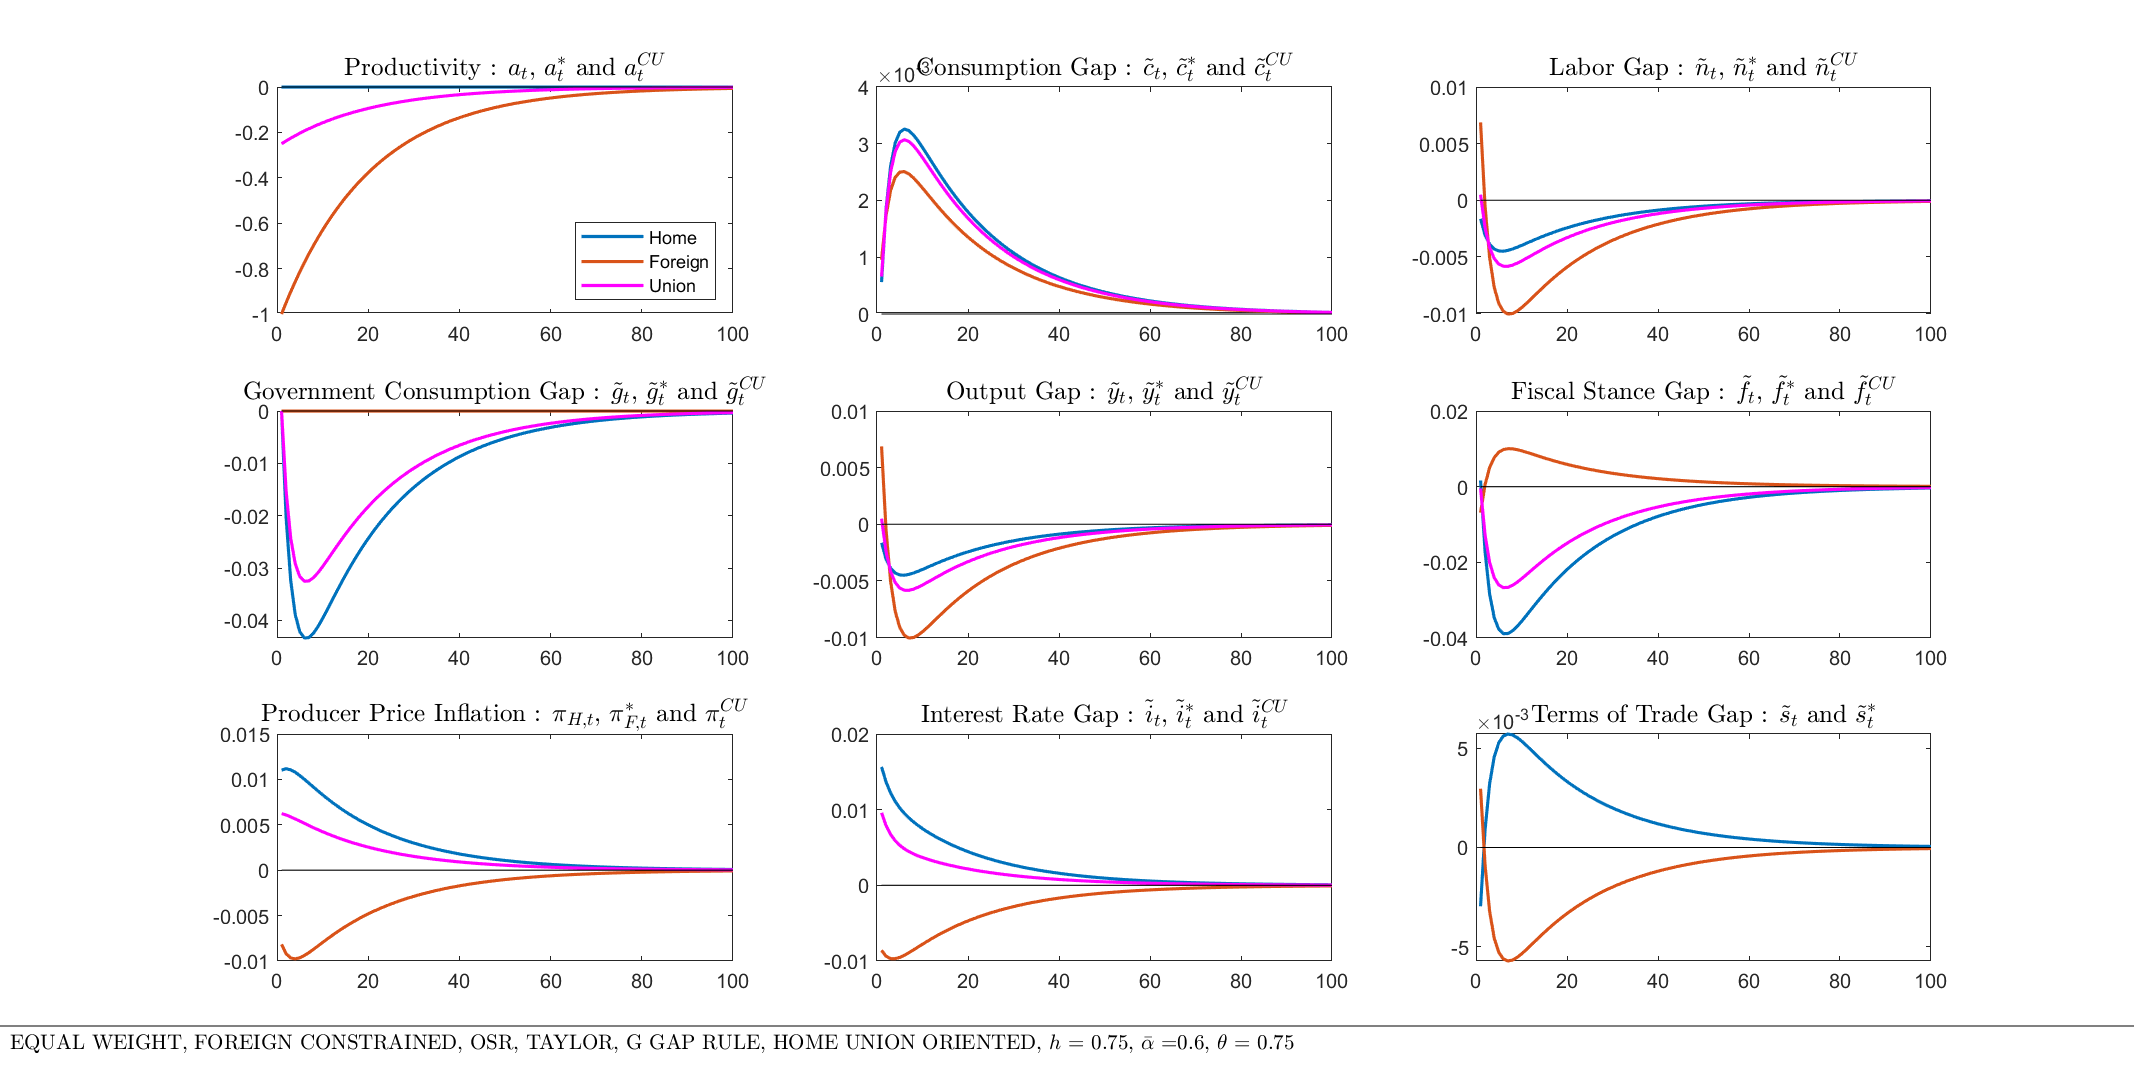 Productivity : a_t, a_t^* and a_t^{CU}
0
-0.2
-0.4
-0.6
-0.8
-1
0 20 40 60 80 100
Home
Foreign
Union
×10^{-3}
Consumption Gap : c̃_t, c̃_t^* and c̃_t^{CU}
4
3
2
1
0
0 20 40 60 80 100
Labor Gap : ñ_t, ñ_t^* and ñ_t^{CU}
0.01
0.005
0
-0.005
-0.01
0 20 40 60 80 100
Government Consumption Gap : g̃_t, g̃_t^* and g̃_t^{CU}
0
-0.01
-0.02
-0.03
-0.04
0 20 40 60 80 100
Output Gap : ỹ_t, ỹ_t^* and ỹ_t^{CU}
0.01
0.005
0
-0.005
-0.01
0 20 40 60 80 100
Fiscal Stance Gap : f̃_t, f̃_t^* and f̃_t^{CU}
0.02
0
-0.02
-0.04
0 20 40 60 80 100
Producer Price Inflation : π_{H,t}, π_{F,t}^* and π_t^{CU}
0.015
0.01
0.005
0
-0.005
-0.01
0 20 40 60 80 100
Interest Rate Gap : ĩ_t, ĩ_t^* and ĩ_t^{CU}
0.02
0.01
0
-0.01
0 20 40 60 80 100
×10^{-3}
Terms of Trade Gap : s̃_t and s̃_t^*
5
0
-5
0 20 40 60 80 100
EQUAL WEIGHT, FOREIGN CONSTRAINED, OSR, TAYLOR, G GAP RULE, HOME UNION ORIENTED, h = 0.75, ᾱ =0.6, θ = 0.75